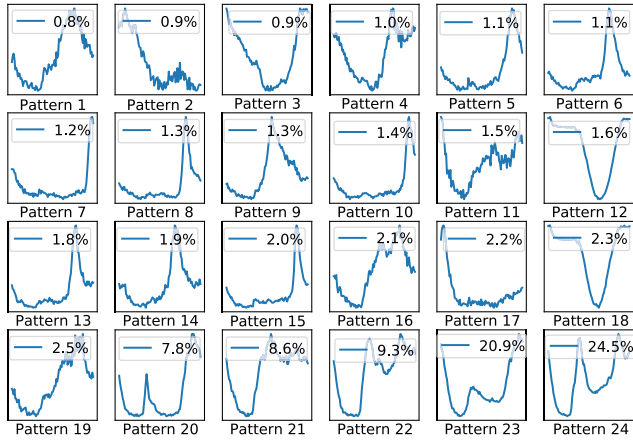 0.8% 0.9% 0.9% 1.0% 1.1% 1.1%
Pattern 1 Pattern 2 Pattern 3 Pattern 4 Pattern 5 Pattern 6
1.2% 1.3% 1.3% 1.4% 1.5% 1.6%
Pattern 7 Pattern 8 Pattern 9 Pattern 10 Pattern 11 Pattern 12
1.8% 1.9% 2.0% 2.1% 2.2% 2.3%
Pattern 13 Pattern 14 Pattern 15 Pattern 16 Pattern 17 Pattern 18
2.5% 7.8% 8.6% 9.3% 20.9% 24.5%
Pattern 19 Pattern 20 Pattern 21 Pattern 22 Pattern 23 Pattern 24